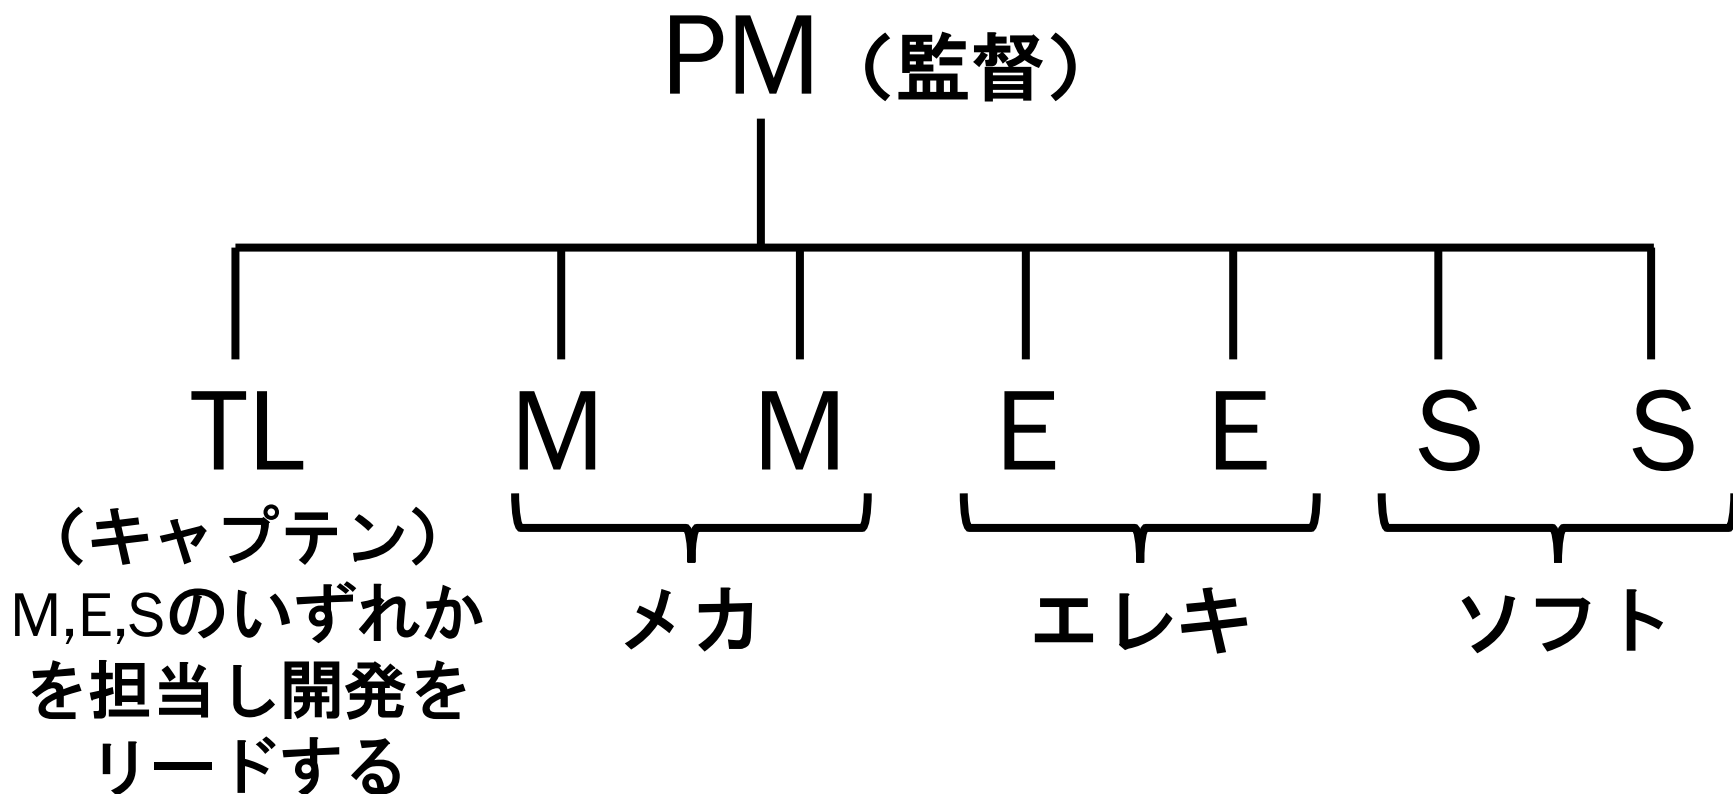 PM（監督）
TL M M E E S S
（キャプテン）
M,E,Sのいずれか
を担当し開発を
リードする
メカ エレキ ソフト